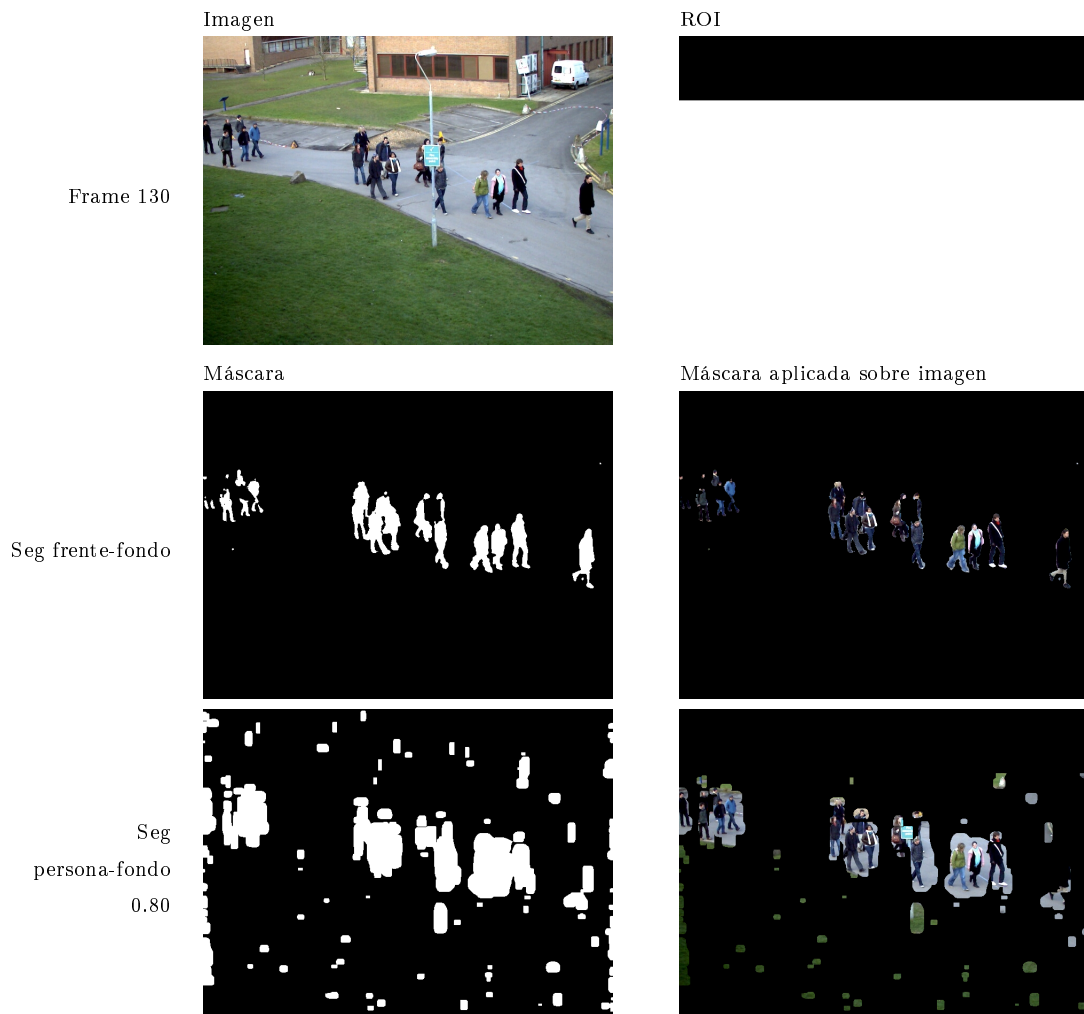 Imagen
ROI
Frame 130
Máscara
Máscara aplicada sobre imagen
Seg frente-fondo
Seg
persona-fondo
0.80